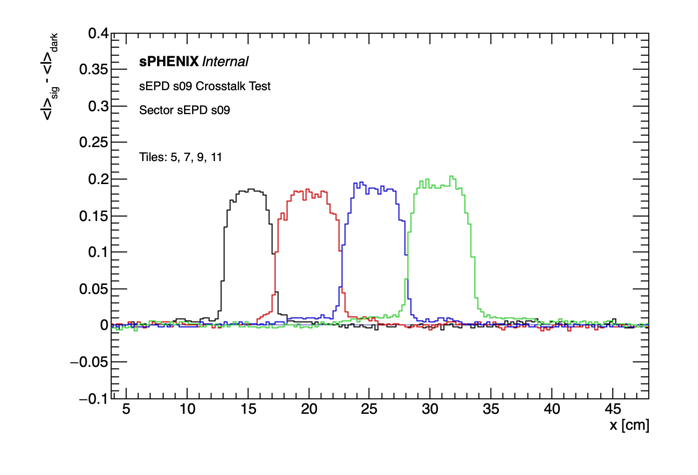 <I>sig - <I>dark
0.4
sPHENIX Internal
0.35
sEPD s09 Crosstalk Test
0.3
Sector sEPD s09
0.25
Tiles: 5, 7, 9, 11
0.2
0.15
0.1
0.05
0
−0.05
−0.1
5 10 15 20 25 30 35 40 45
x [cm]